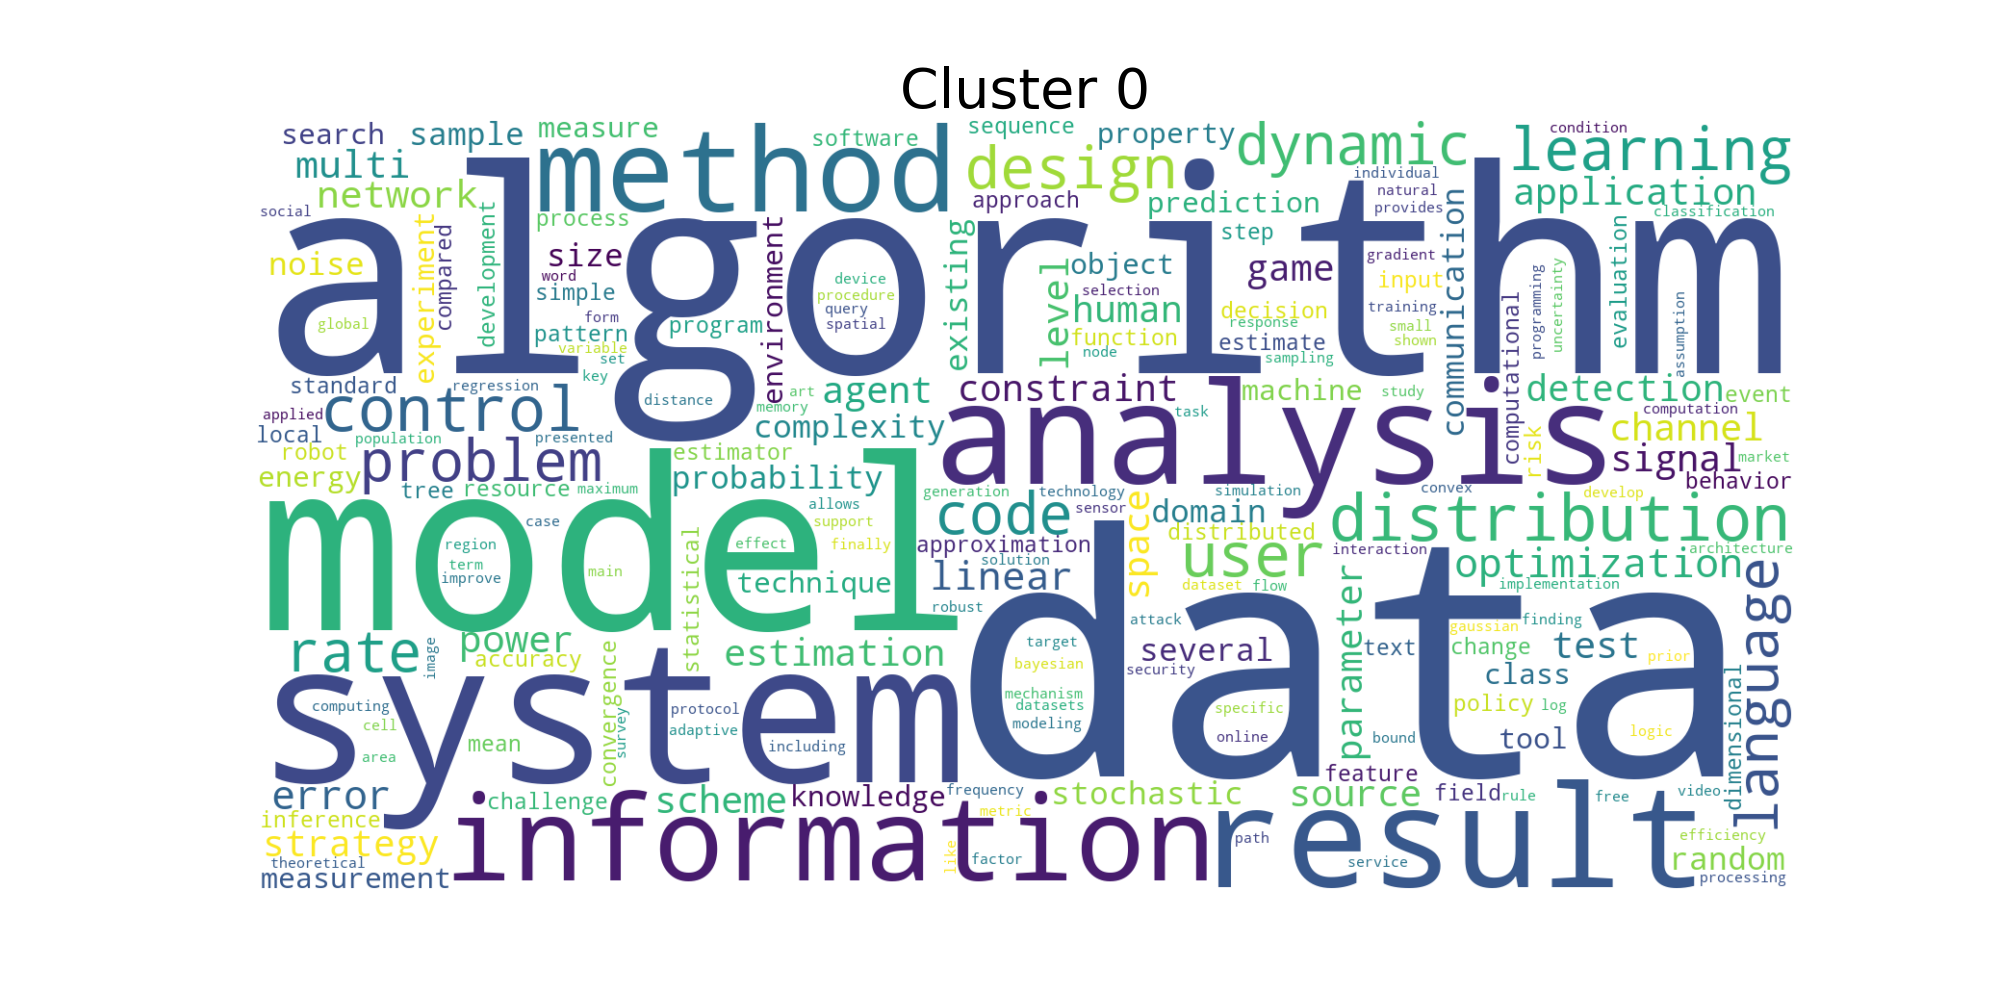 Cluster 0
search
sample
measure
software
sequence
property
dynamic
condition
learning
multi
method
design
individual
network
natural
application
social
process
approach
prediction
provides
classification
algorithm
experiment
compared
development
environment
existing
level
communication
evaluation
noise
size
word
simple
form
pattern
variable
set
key
global
program
device
procedure
query
spatial
step
object
game
gradient
input
selection
human
decision
training
function
response
estimate
small
shown
node
sampling
computational
programming
uncertainty
assumption
standard
regression
distance
art
memory
agent
constraint
machine
study
detection
event
applied
control
analysis
task
computation
local
population
presented
complexity
channel
robot
problem
estimator
risk
signal
market
energy
tree
resource
maximum
probability
generation
technology
simulation
convex
develop
behavior
model
case
region
term
improve
main
statistical
effect
allows
support
finally
technique
code
sensor
space
domain
distribution
approximation
solution
distributed
user
interaction
optimization
architecture
linear
robust
dataset
flow
implementation
language
data
rate
image
power
accuracy
convergence
survey
estimation
target
bayesian
mechanism
datasets
modeling
attack
several
security
parameter
text
gaussian
change
finding
test
prior
class
system
computing
cell
area
mean
protocol
adaptive
including
specific
online
policy
log
logic
bound
tool
dimensional
error
challenge
scheme
knowledge
frequency
stochastic
feature
source
field
rule
free
video
inference
strategy
theoretical
measurement
information
metric
like
factor
result
path
service
efficiency
random
processing